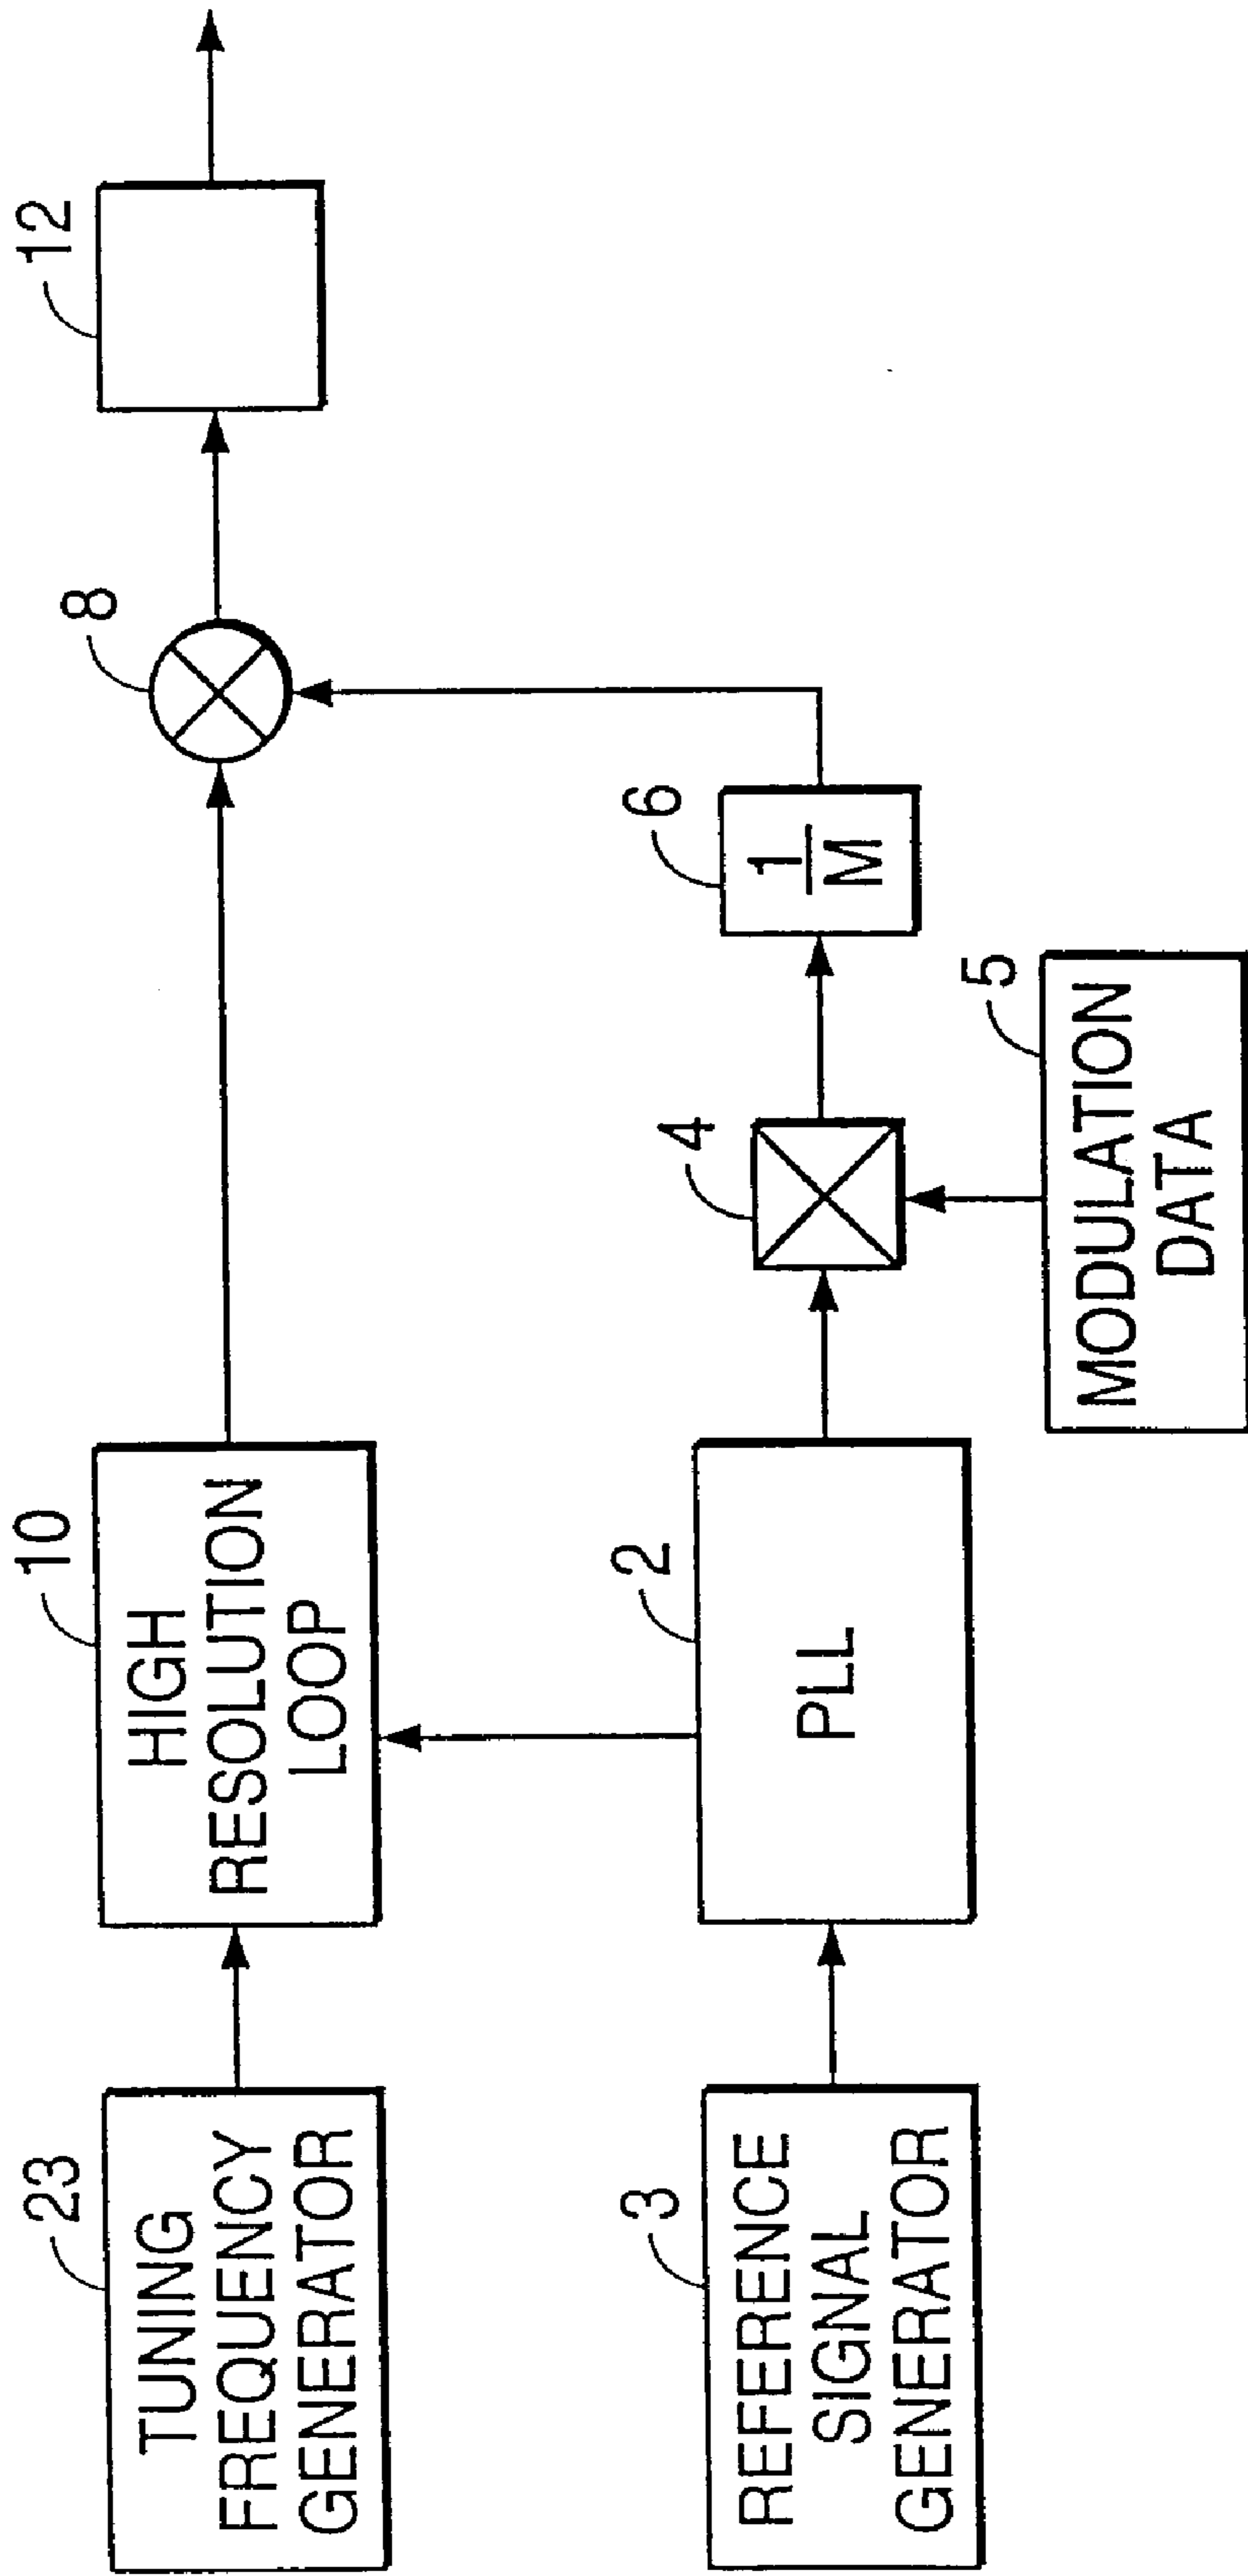 12
8
10
HIGH
RESOLUTION
LOOP
23
TUNING
FREQUENCY
GENERATOR
6
1
M
4
5
MODULATION
DATA
2
PLL
3
REFERENCE
SIGNAL
GENERATOR